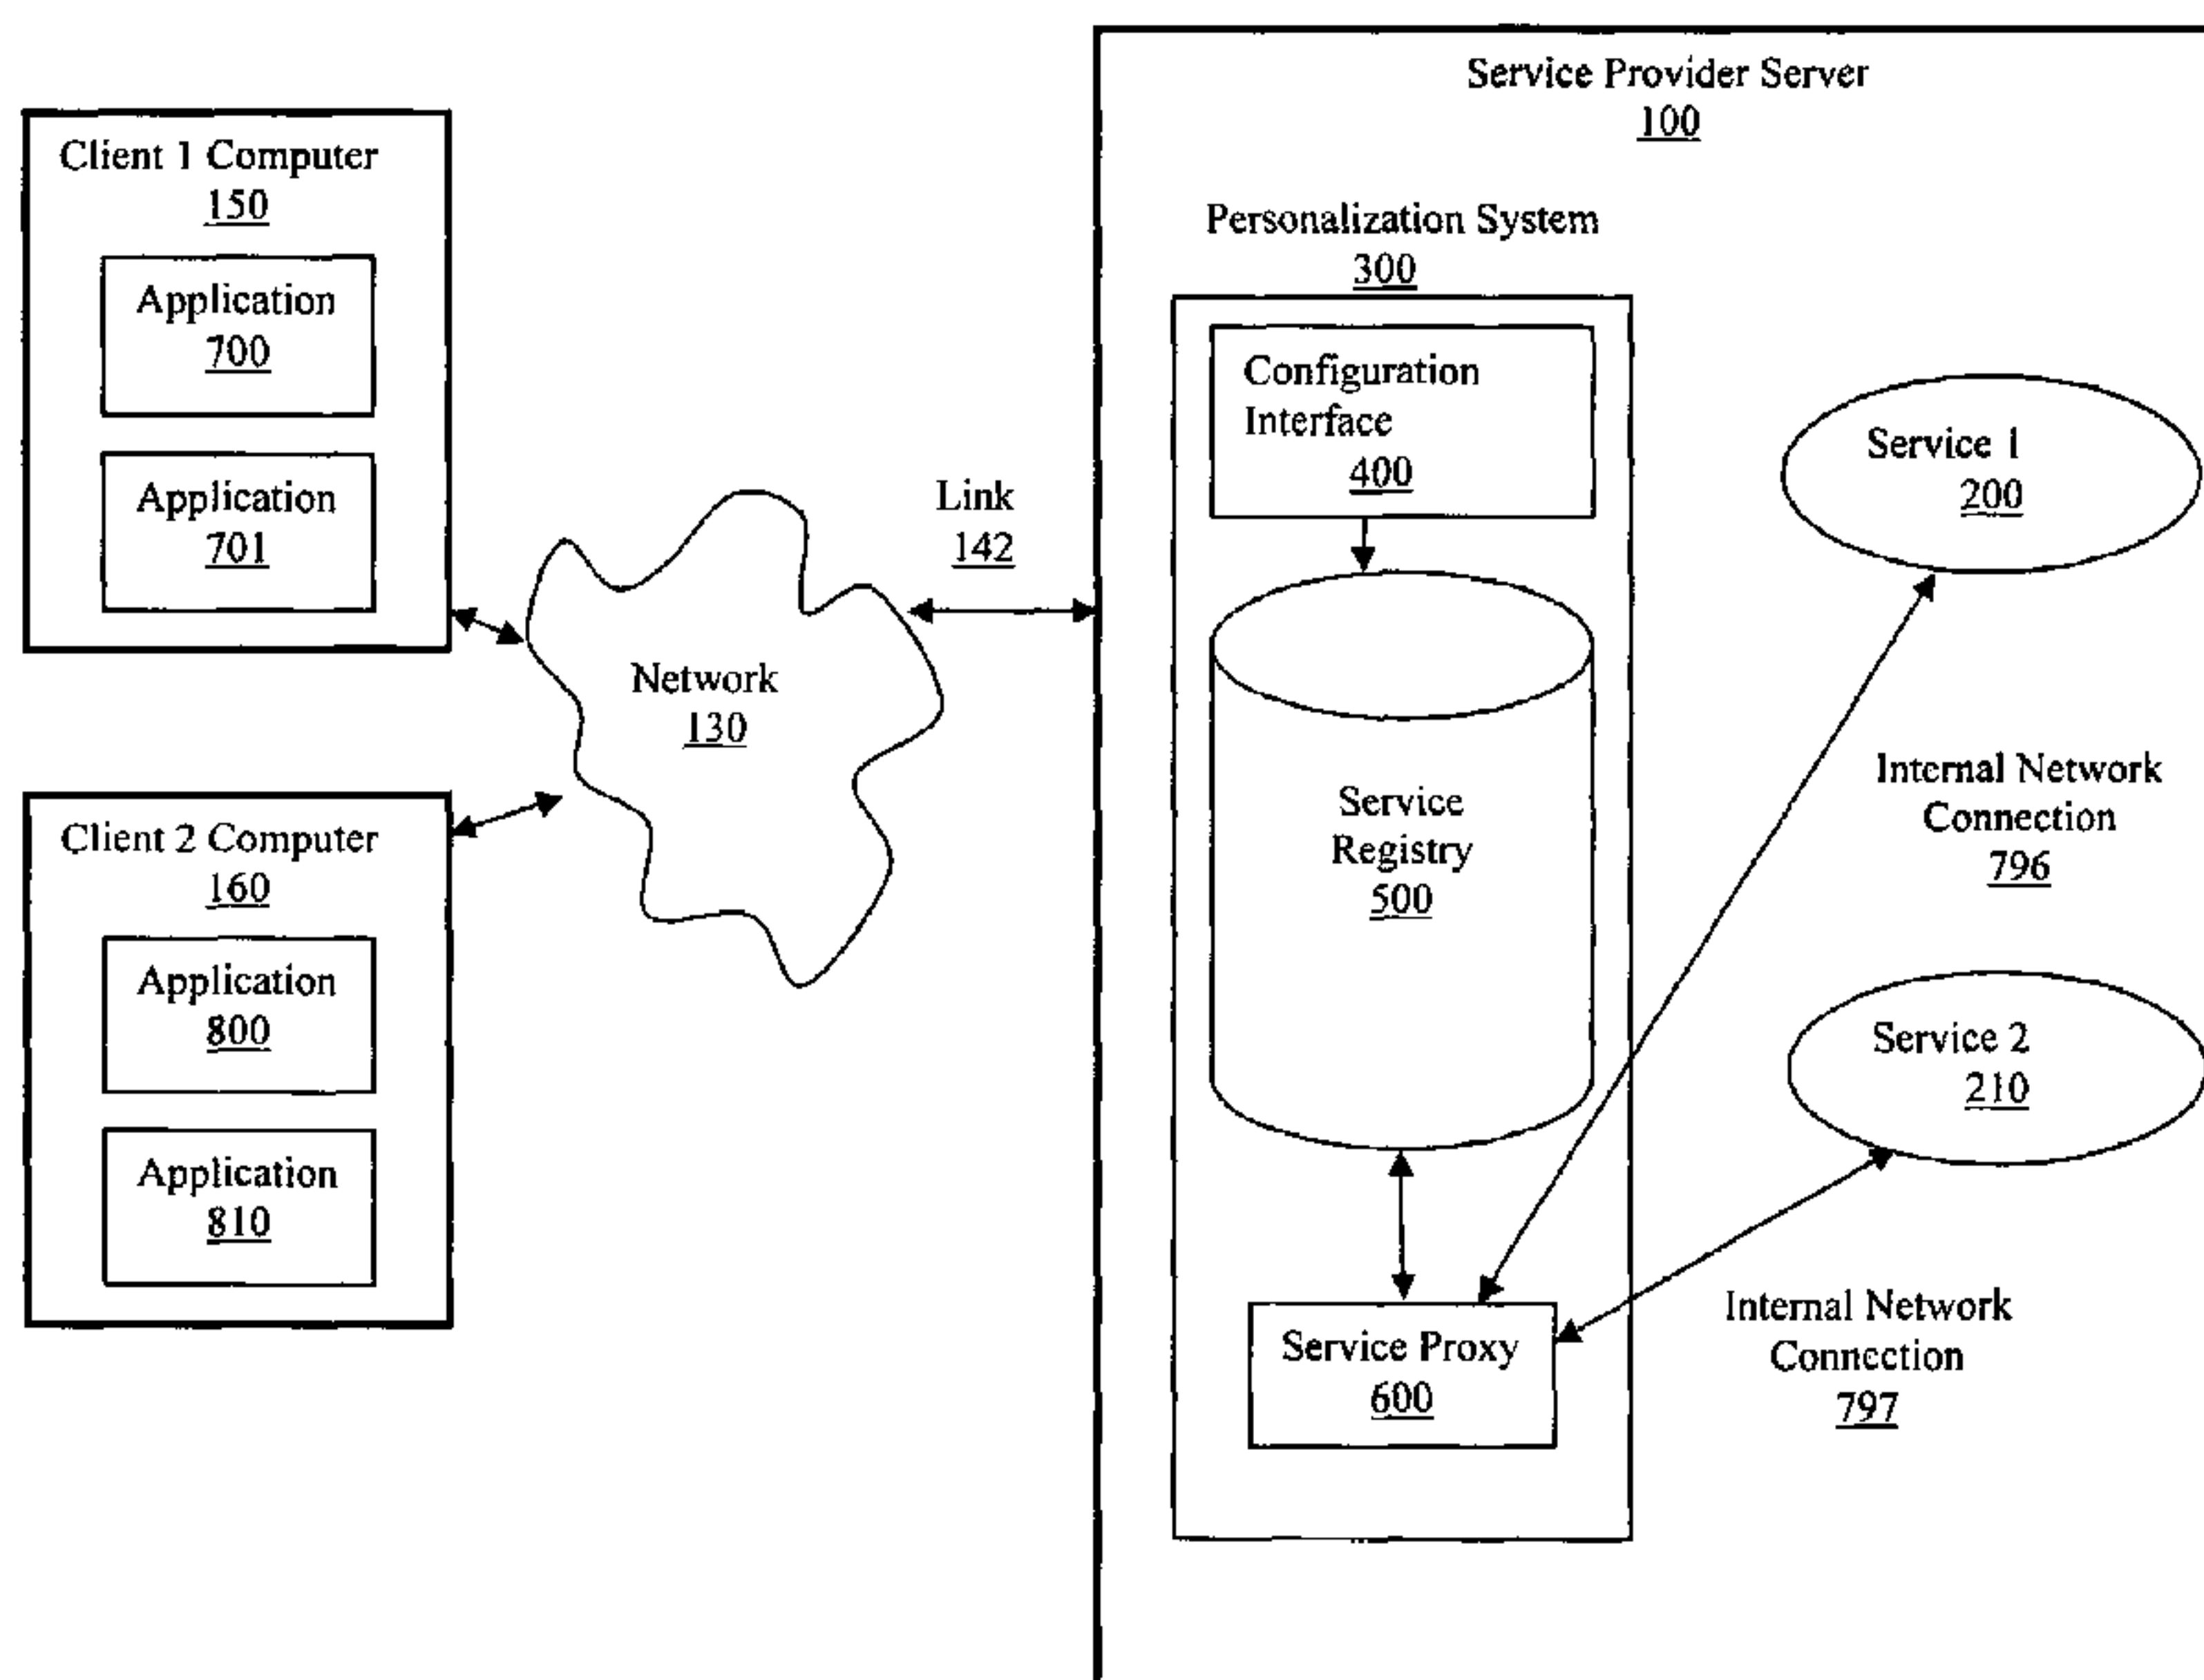 Service Provider Server
100
Client 1 Computer
150
Application
700
Application
701
Client 2 Computer
160
Application
800
Application
810
Network
130
Link
142
Personalization System
300
Configuration
Interface
400
Service
Registry
500
Service Proxy
600
Service 1
200
Internal Network
Connection
796
Service 2
210
Internal Network
Connection
797